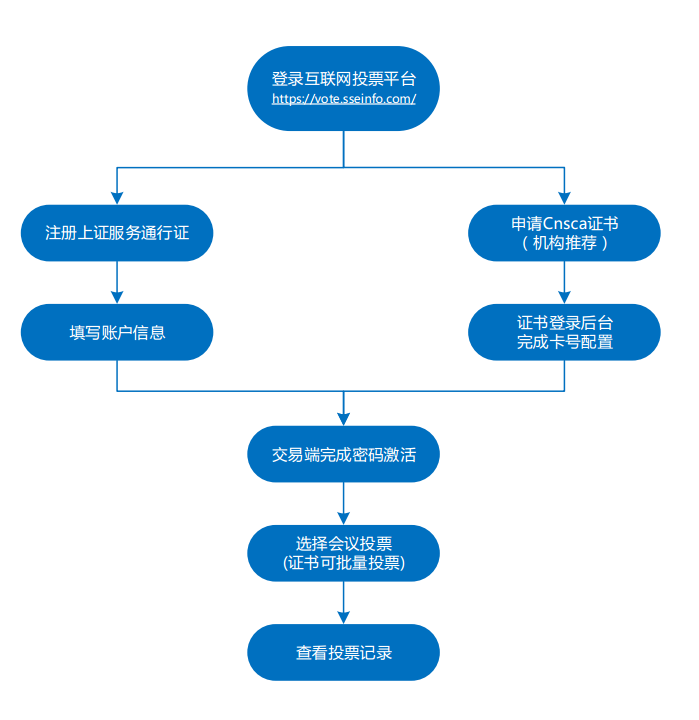 登录互联网投票平台
https://vote.sseinfo.com/
注册上证服务通行证
申请Cnsca证书
（机构推荐）
填写账户信息
证书登录后台
完成卡号配置
交易端完成密码激活
选择会议投票
(证书可批量投票)
查看投票记录